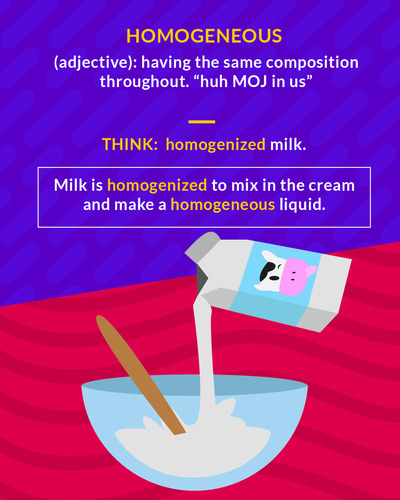 HOMOGENEOUS
(adjective): having the same composition
throughout. “huh MOJ in us”
THINK: homogenized milk.
Milk is homogenized to mix in the cream
and make a homogeneous liquid.